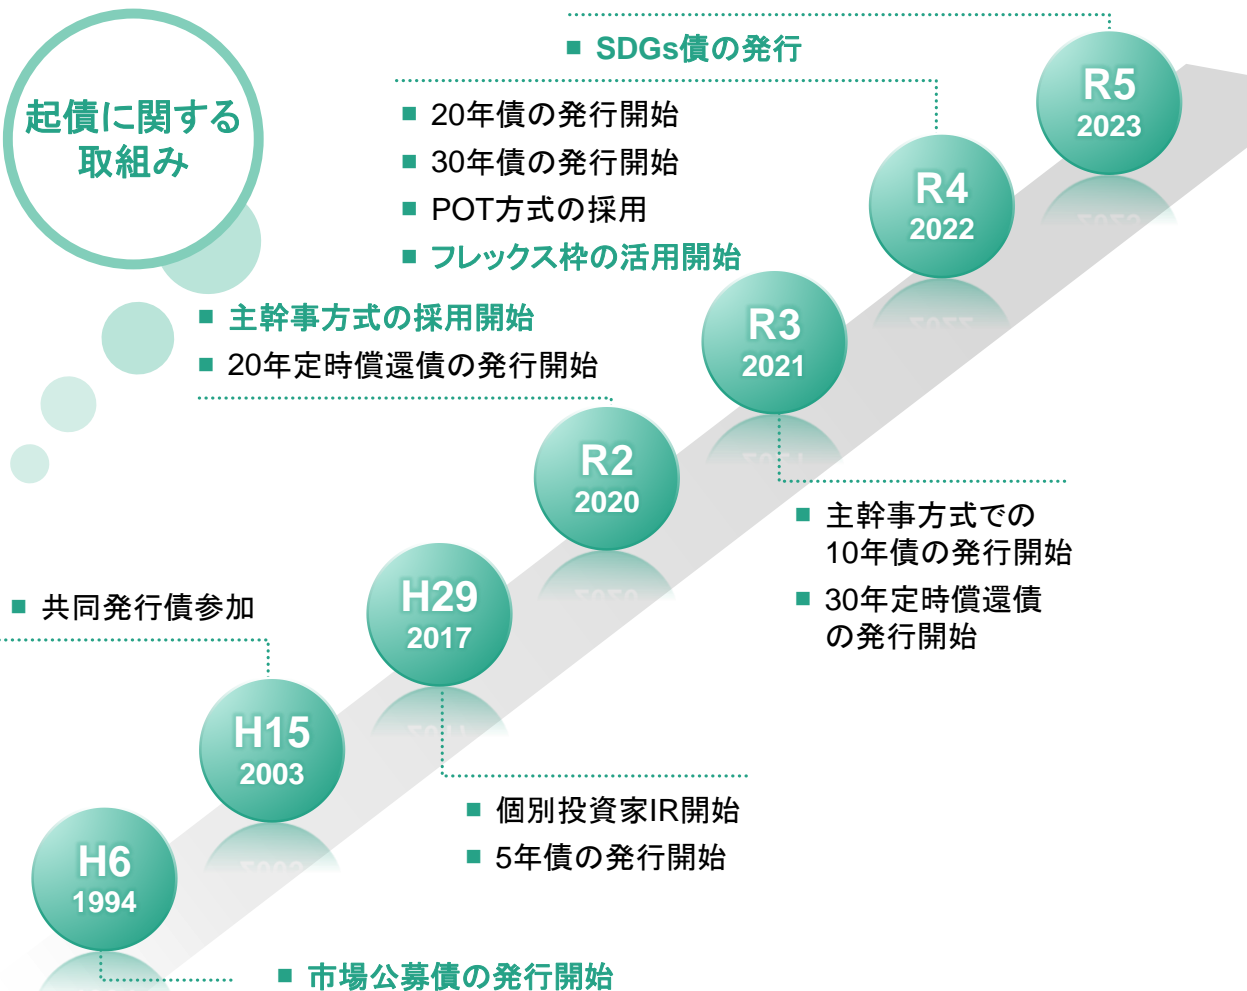 起債に関する
取組み
■ SDGs債の発行
R5
2023
■ 20年債の発行開始
■ 30年債の発行開始
■ POT方式の採用
■ フレックス枠の活用開始
R4
2022
■ 主幹事方式の採用開始
■ 20年定時償還債の発行開始
R3
2021
R2
2020
■ 主幹事方式での
10年債の発行開始
■ 30年定時償還債
の発行開始
■ 共同発行債参加
H29
2017
H15
2003
■ 個別投資家IR開始
■ 5年債の発行開始
H6
1994
■ 市場公募債の発行開始